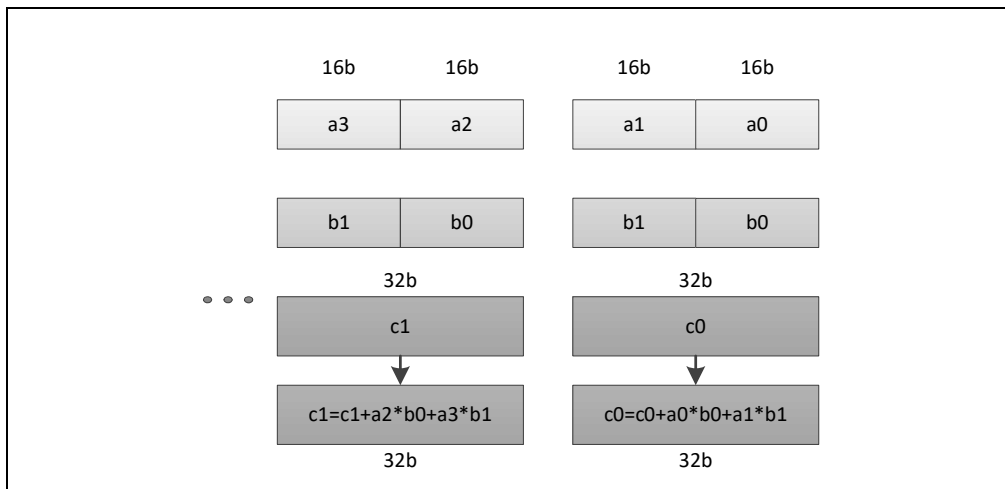 16b 16b 16b 16b
a3 a2 a1 a0
b1 b0 b1 b0
32b 32b
c1 c0
c1=c1+a2*b0+a3*b1 c0=c0+a0*b0+a1*b1
32b 32b